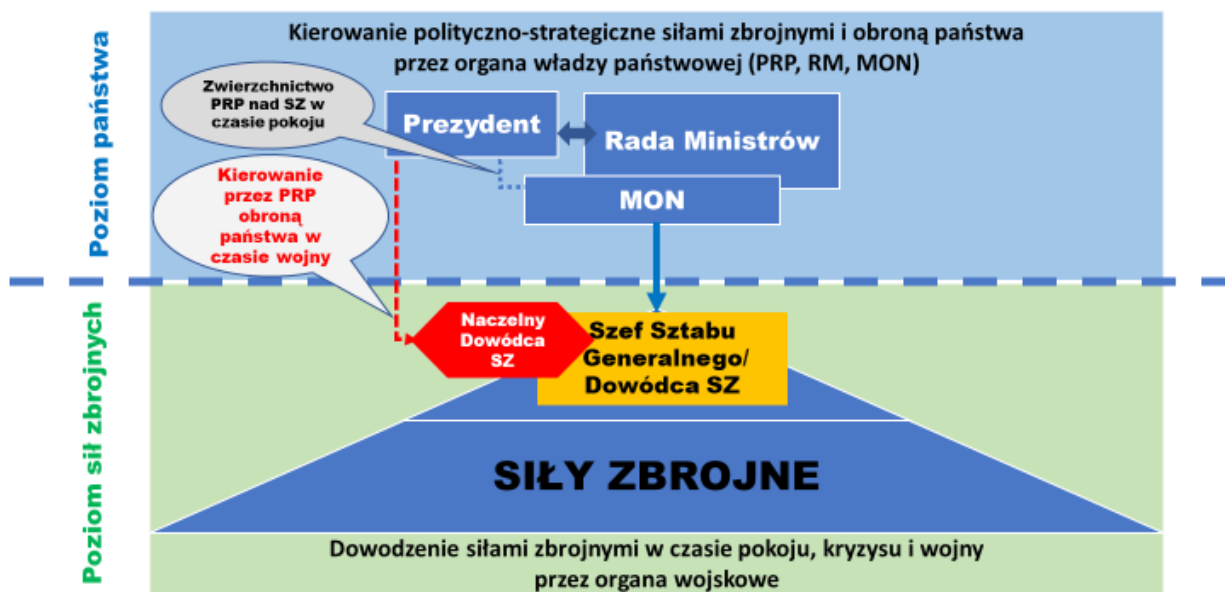 Kierowanie polityczno-strategiczne siłami zbrojnymi i obroną państwa
przez organa władzy państwowej (PRP, RM, MON)
Zwierzchnictwo
PRP nad SZ w
czasie pokoju
Prezydent
Rada Ministrów
MON
Kierowanie
przez PRP
obroną
państwa w
czasie wojny
Poziom państwa
Naczelny
Dowódca
SZ
Szef Sztabu
Generalnego/
Dowódca SZ
SIŁY ZBROJNE
Poziom sił zbrojnych
Dowodzenie siłami zbrojnymi w czasie pokoju, kryzysu i wojny
przez organa wojskowe